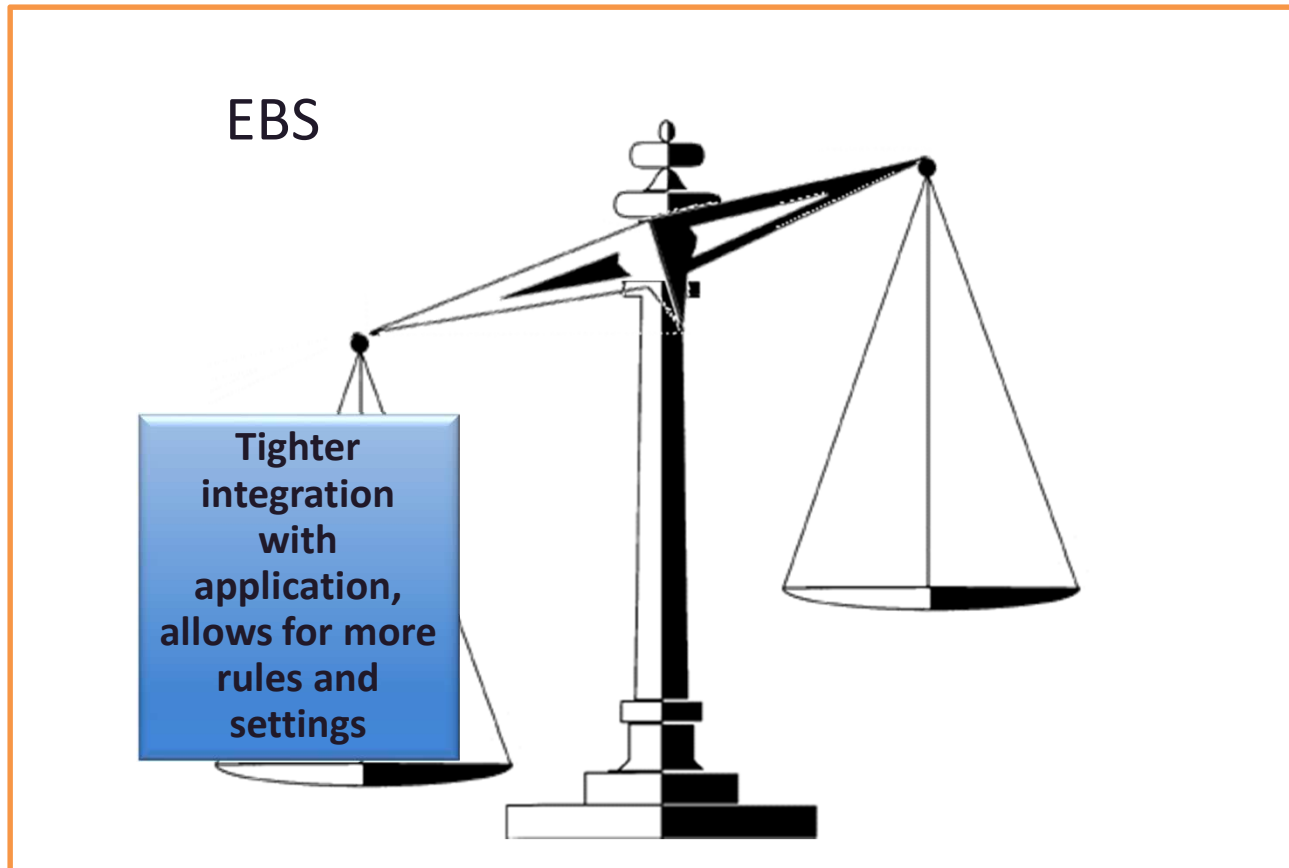 EBS
Tighter
integration
with
application,
allows for more
rules and
settings